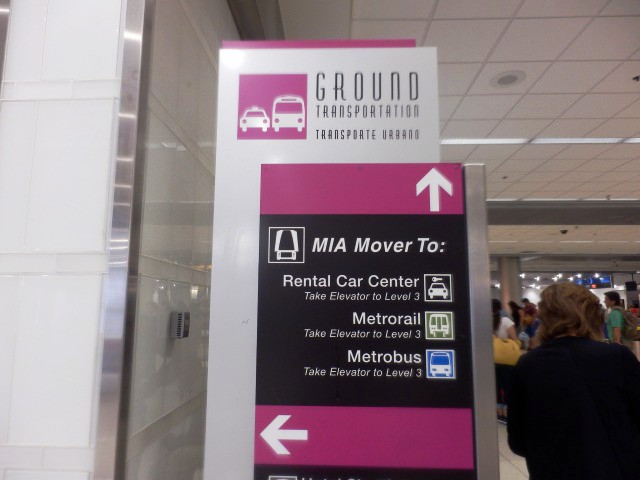 GROUND
TRANSPORTATION
TRANSPORTE URBANO
MIA Mover To:
Rental Car Center
Take Elevator to Level 3
Metrorail
Take Elevator to Level 3
Metrobus
Take Elevator to Level 3